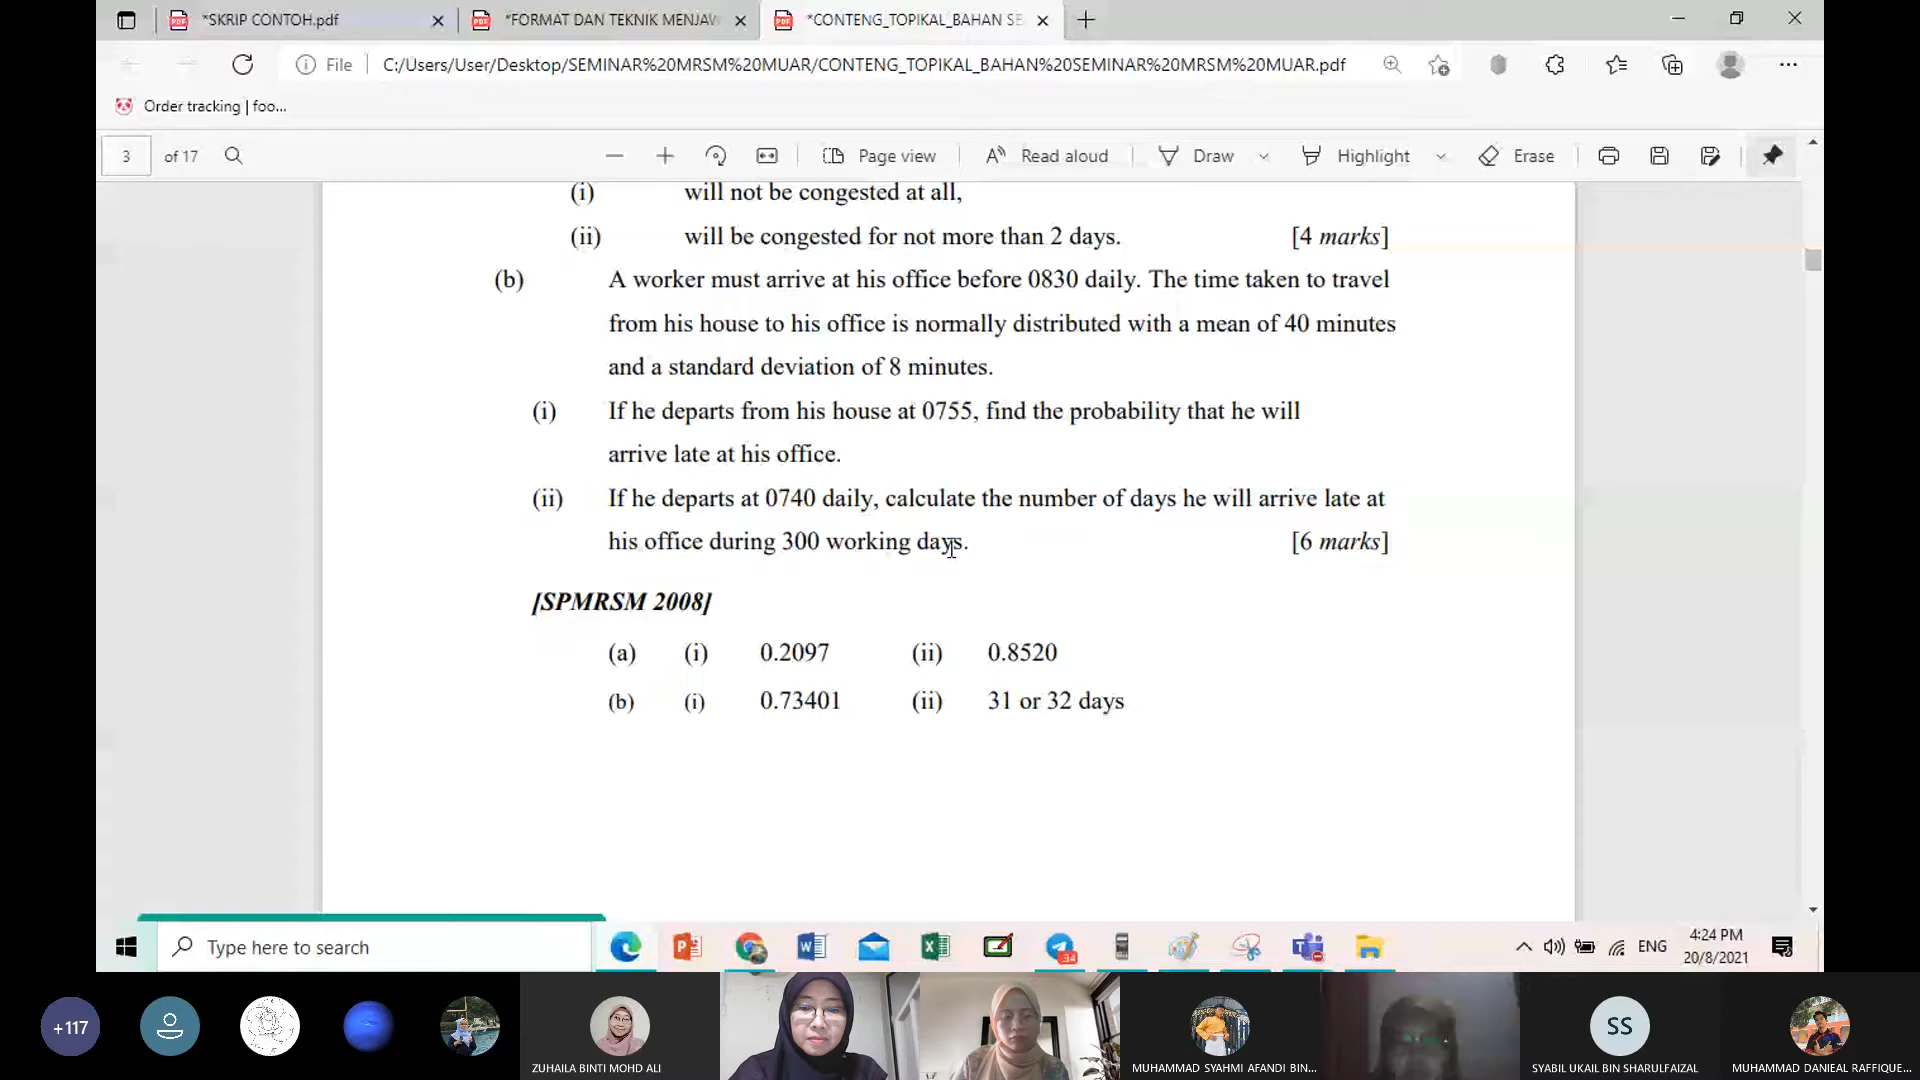 *SKRIP CONTOH.pdf
*FORMAT DAN TEKNIK MENJAW
*CONTENG_TOPIKAL_BAHAN SE
File
C:/Users/User/Desktop/SEMINAR%20MRSM%20MUAR/CONTENG_TOPIKAL_BAHAN%20SEMINAR%20MRSM%20MUAR.pdf
Order tracking | foo...
3 of 17
Page view
Read aloud
Draw
Highlight
Erase
(i) will not be congested at all,
(ii) will be congested for not more than 2 days. [4 marks]
(b) A worker must arrive at his office before 0830 daily. The time taken to travel
from his house to his office is normally distributed with a mean of 40 minutes
and a standard deviation of 8 minutes.
(i) If he departs from his house at 0755, find the probability that he will
arrive late at his office.
(ii) If he departs at 0740 daily, calculate the number of days he will arrive late at
his office during 300 working days. [6 marks]
[SPMRSM 2008]
(a) (i) 0.2097 (ii) 0.8520
(b) (i) 0.73401 (ii) 31 or 32 days
Type here to search
34
ENG
4:24 PM
20/8/2021
+117
SS
ZUHAILA BINTI MOHD ALI
MUHAMMAD SYAHMI AFANDI BIN...
SYABIL UKAIL BIN SHARULFAIZAL
MUHAMMAD DANIEAL RAFFIQUE...